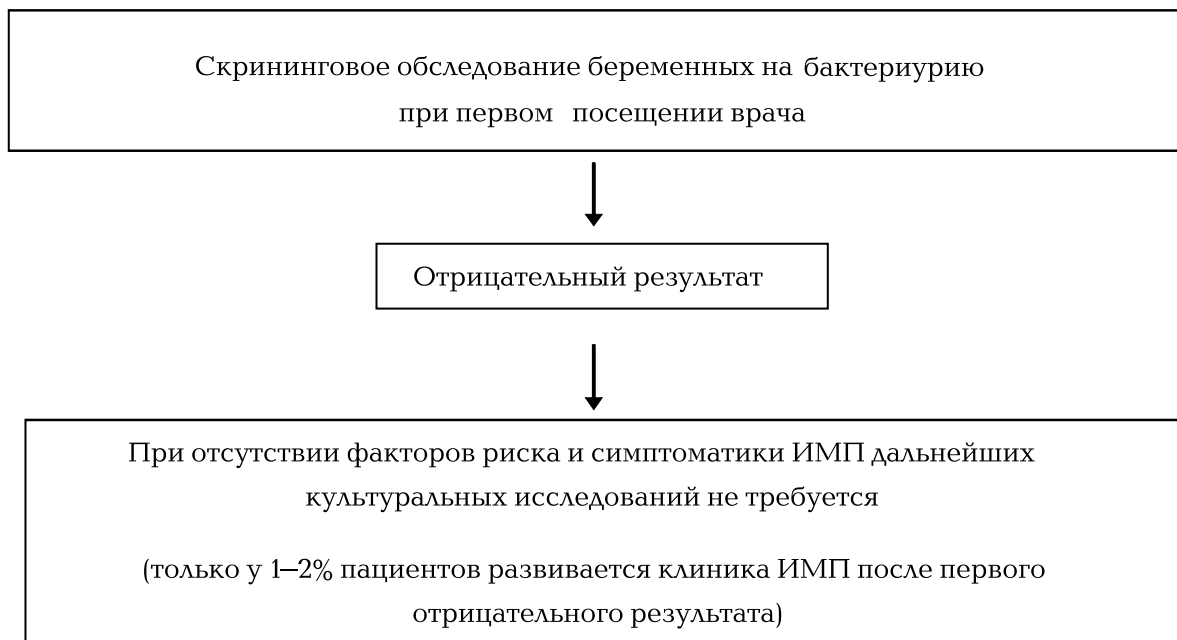 Скрининговое обследование беременных на бактериурию
при первом посещении врача
Отрицательный результат
При отсутствии факторов риска и симптоматики ИМП дальнейших
культуральных исследований не требуется
(только у 1—2% пациентов развивается клиника ИМП после первого
отрицательного результата)